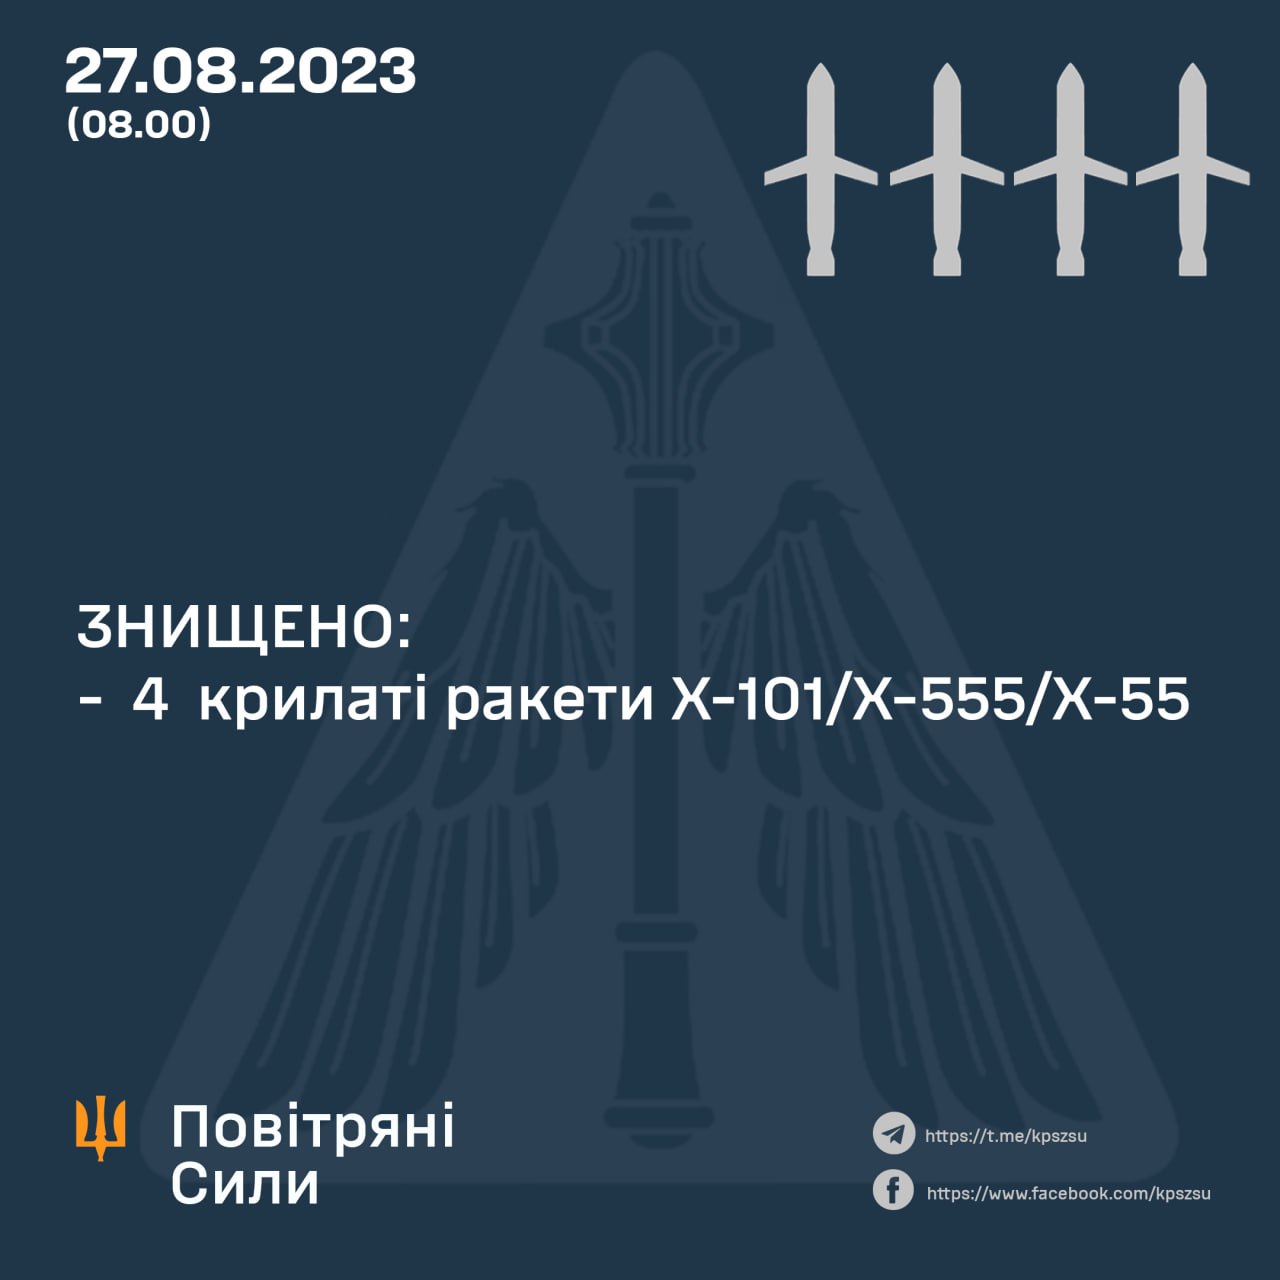 27.08.2023
(08.00)
ЗНИЩЕНО:
- 4 крилаті ракети Х-101/Х-555/Х-55
Повітряні
Сили
https://t.me/kpszsu
https://www.facebook.com/kpszsu